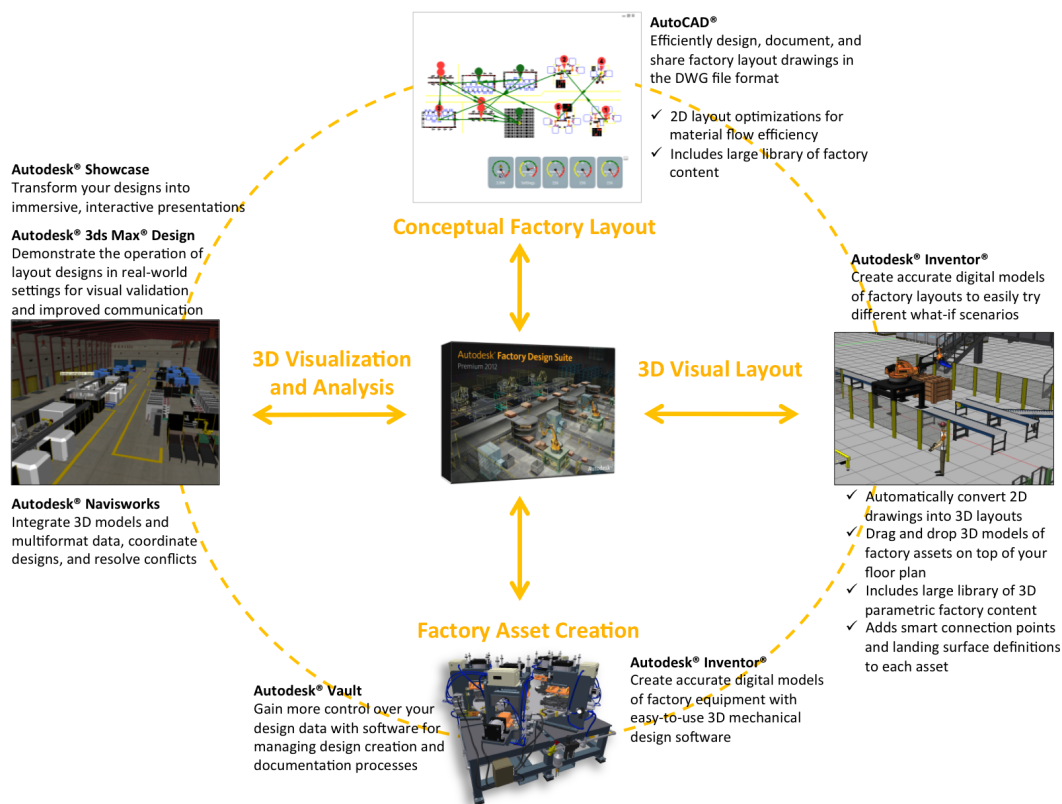 AutoCAD®
Efficiently design, document, and
share factory layout drawings in
the DWG file format
✓ 2D layout optimizations for
material flow efficiency
✓ Includes large library of factory
content
Conceptual Factory Layout
Autodesk® Showcase
Transform your designs into
immersive, interactive presentations
Autodesk® 3ds Max® Design
Demonstrate the operation of
layout designs in real-world
settings for visual validation
and improved communication
3D Visualization
and Analysis
Autodesk® Navisworks
Integrate 3D models and
multiformat data, coordinate
designs, and resolve conflicts
Autodesk® Factory Design Suite
Premium 2012
Autodesk
3D Visual Layout
Autodesk® Inventor®
Create accurate digital models
of factory layouts to easily try
different what-if scenarios
✓ Automatically convert 2D
drawings into 3D layouts
✓ Drag and drop 3D models of
factory assets on top of your
floor plan
✓ Includes large library of 3D
parametric factory content
✓ Adds smart connection points
and landing surface definitions
to each asset
Factory Asset Creation
Autodesk® Vault
Gain more control over your
design data with software for
managing design creation and
documentation processes
Autodesk® Inventor®
Create accurate digital models
of factory equipment with
easy-to-use 3D mechanical
design software